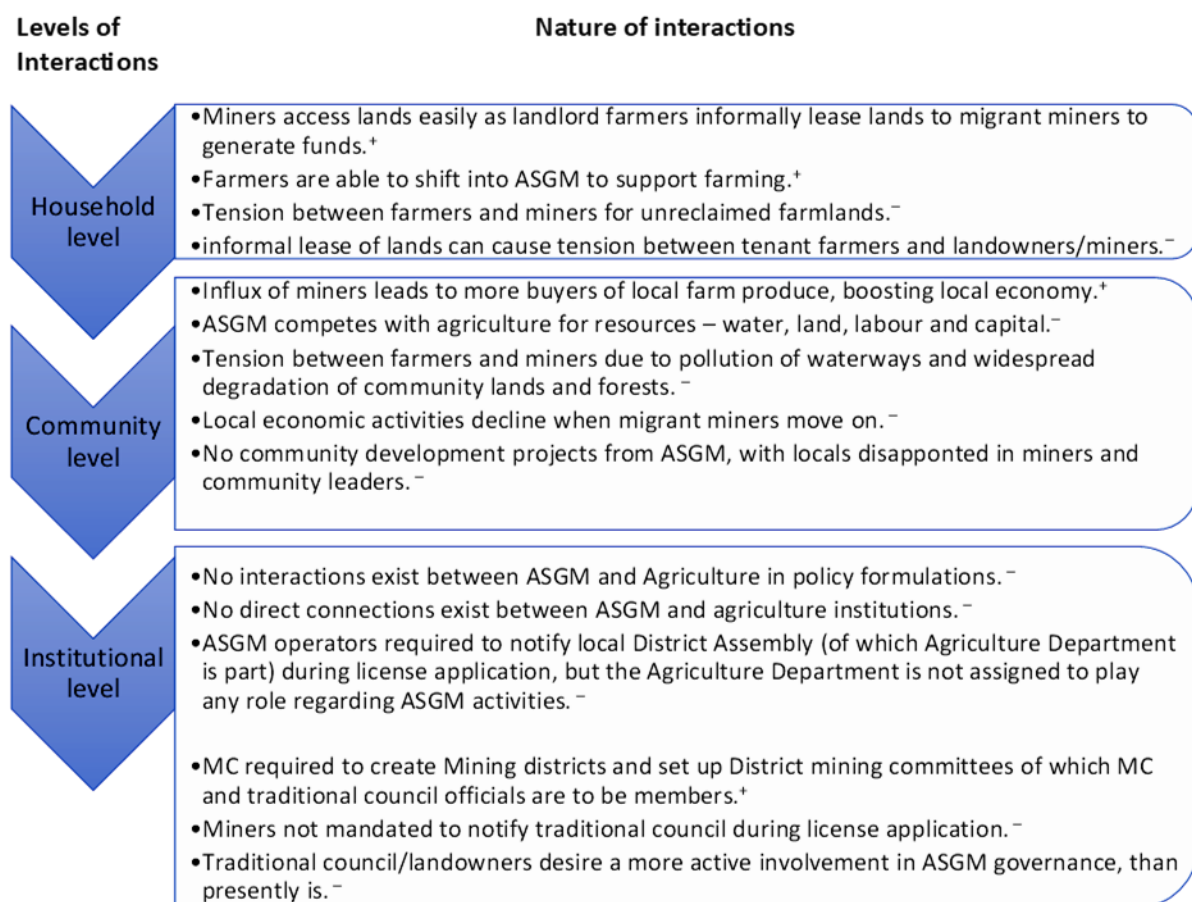 Levels of
Interactions
Nature of interactions
Household
level
•Miners access lands easily as landlord farmers informally lease lands to migrant miners to
generate funds.⁺
•Farmers are able to shift into ASGM to support farming.⁺
•Tension between farmers and miners for unreclaimed farmlands.⁻
•informal lease of lands can cause tension between tenant farmers and landowners/miners.⁻
Community
level
•Influx of miners leads to more buyers of local farm produce, boosting local economy.⁺
•ASGM competes with agriculture for resources – water, land, labour and capital.⁻
•Tension between farmers and miners due to pollution of waterways and widespread
degradation of community lands and forests. ⁻
•Local economic activities decline when migrant miners move on. ⁻
•No community development projects from ASGM, with locals disapponted in miners and
community leaders. ⁻
Institutional
level
•No interactions exist between ASGM and Agriculture in policy formulations. ⁻
•No direct connections exist between ASGM and agriculture institutions. ⁻
•ASGM operators required to notify local District Assembly (of which Agriculture Department
is part) during license application, but the Agriculture Department is not assigned to play
any role regarding ASGM activities. ⁻
•MC required to create Mining districts and set up District mining committees of which MC
and traditional council officials are to be members.⁺
•Miners not mandated to notify traditional council during license application. ⁻
•Traditional council/landowners desire a more active involvement in ASGM governance, than
presently is. ⁻